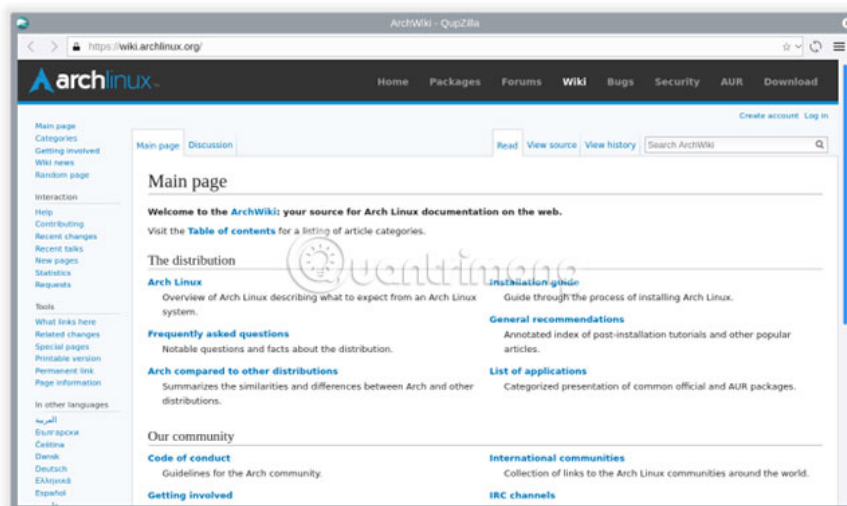 ArchWiki - QupZilla
https://wiki.archlinux.org/
archlinux
Home Packages Forums Wiki Bugs Security AUR Download
Create account Log in
Main page
Categories
Getting involved
Wiki news
Random page
Interaction
Help
Contributing
Recent changes
Recent talks
New pages
Statistics
Requests
Tools
What links here
Related changes
Special pages
Printable version
Permanent link
Page information
In other languages
العربية
Български
Čeština
Dansk
Deutsch
Ελληνικά
Español
Main page Discussion
Read View source View history Search ArchWiki
Main page
Welcome to the ArchWiki: your source for Arch Linux documentation on the web.
Visit the Table of contents for a listing of article categories.
Quantrimang
The distribution
Arch Linux
Overview of Arch Linux describing what to expect from an Arch Linux
system.
Frequently asked questions
Notable questions and facts about the distribution.
Arch compared to other distributions
Summarizes the similarities and differences between Arch and other
distributions.
Installation guide
Guide through the process of installing Arch Linux.
General recommendations
Annotated index of post-installation tutorials and other popular
articles.
List of applications
Categorized presentation of common official and AUR packages.
Our community
Code of conduct
Guidelines for the Arch community.
Getting involved
International communities
Collection of links to the Arch Linux communities around the world.
IRC channels